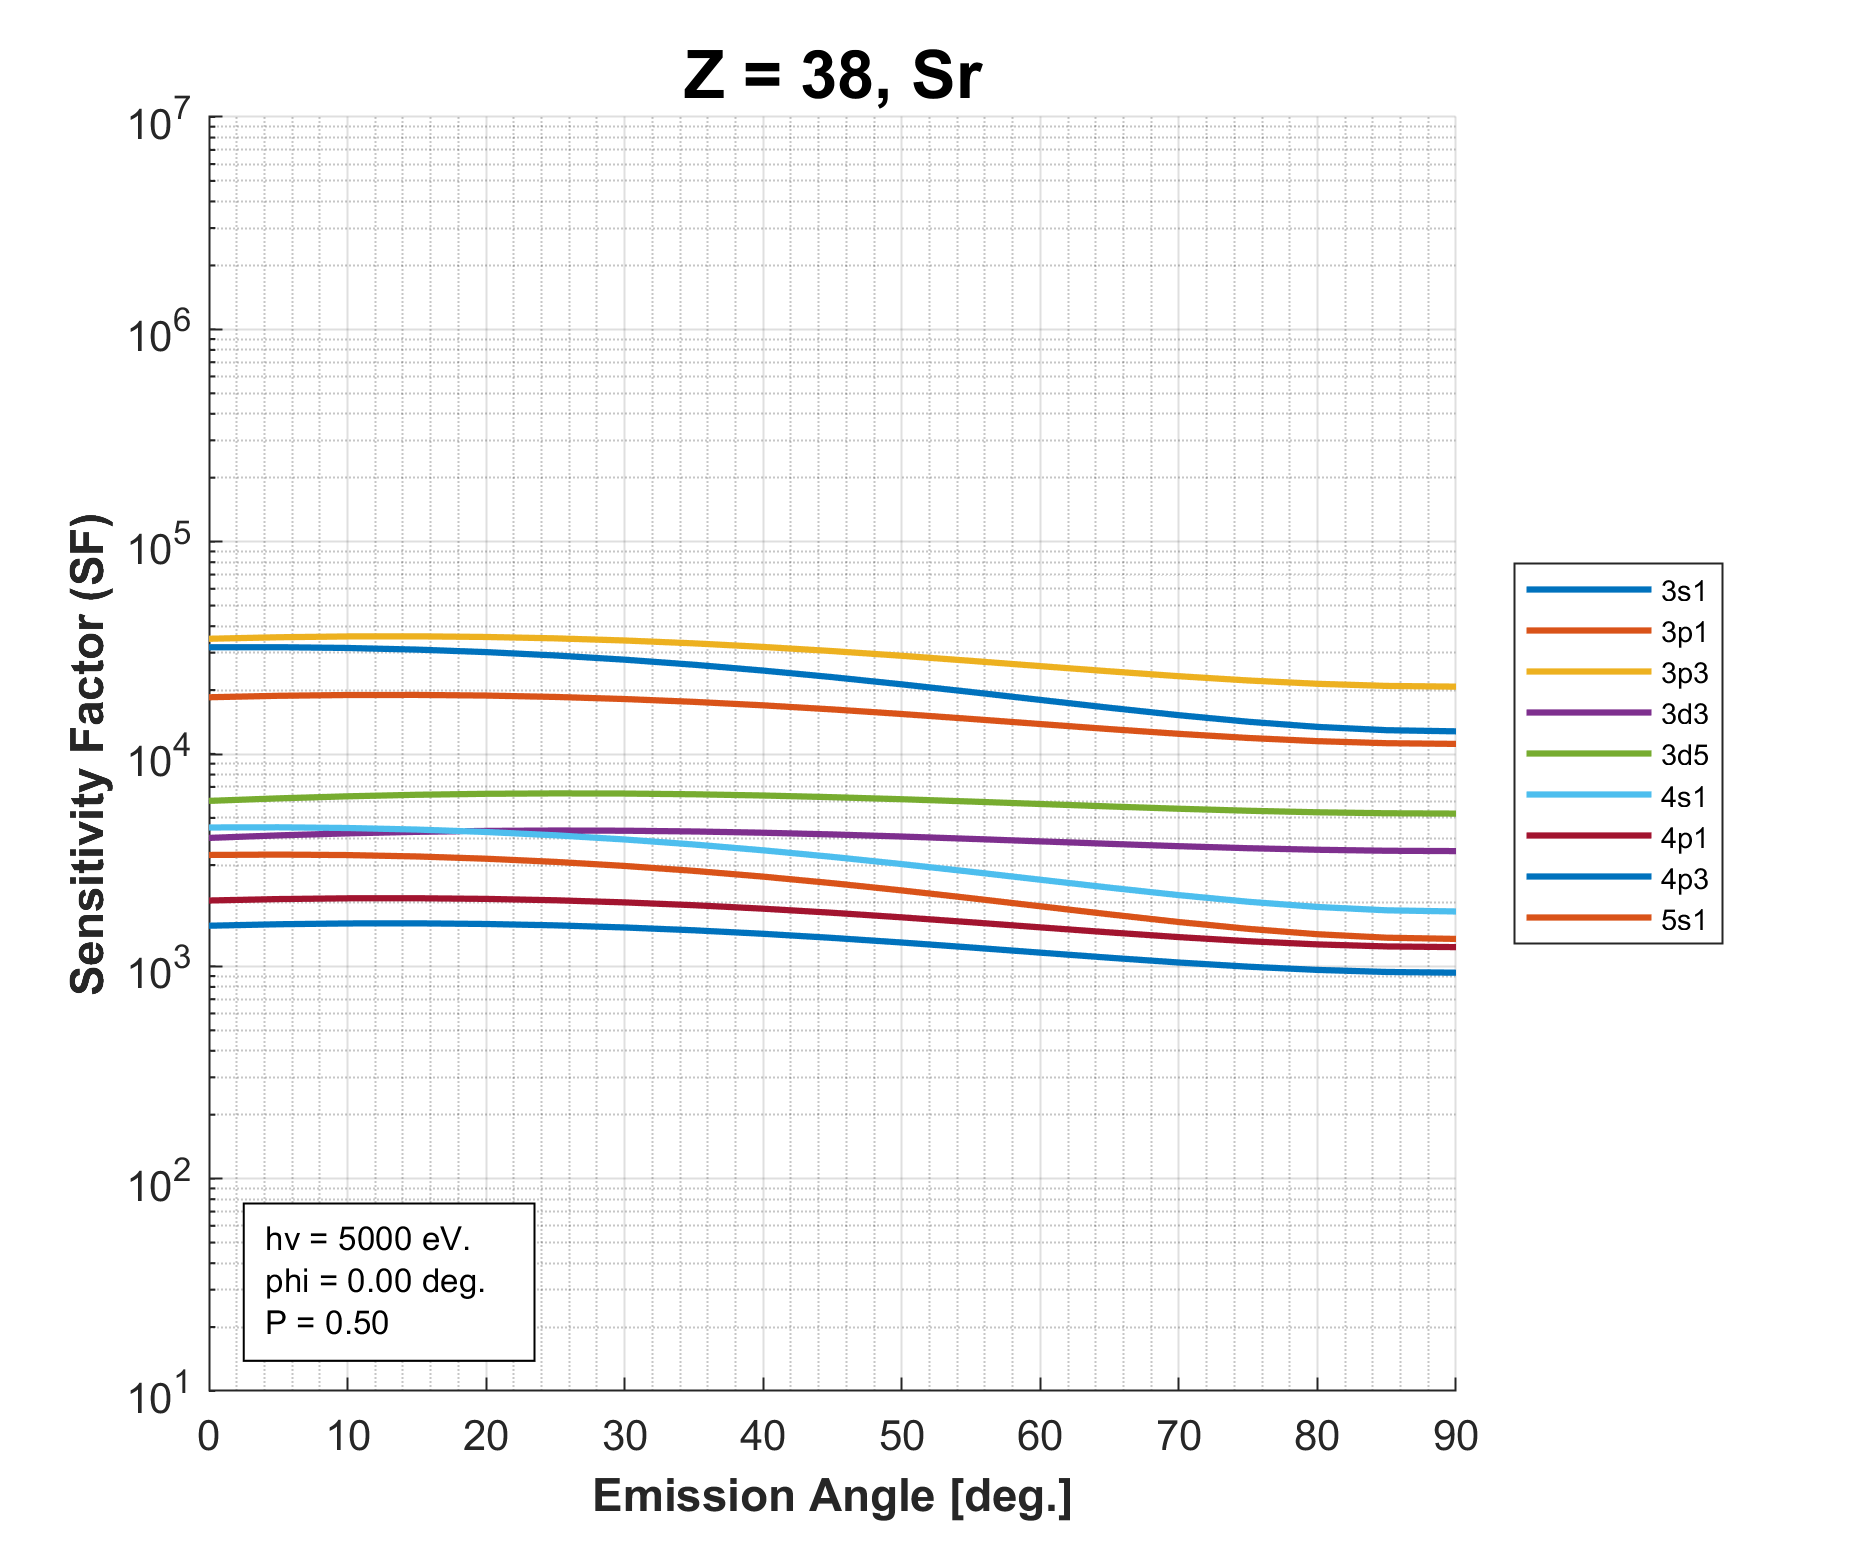 Z = 38, Sr
Sensitivity Factor (SF)
10^7
10^6
10^5
10^4
10^3
10^2
10^1
3s1
3p1
3p3
3d3
3d5
4s1
4p1
4p3
5s1
hv = 5000 eV.
phi = 0.00 deg.
P = 0.50
0 10 20 30 40 50 60 70 80 90
Emission Angle [deg.]